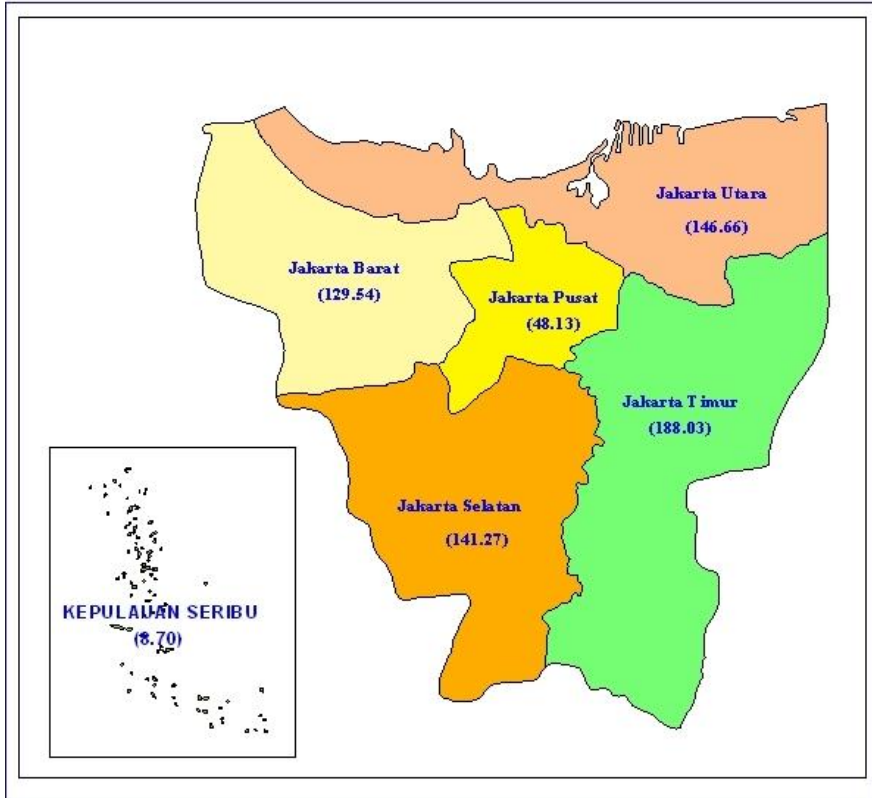 Jakarta Utara
(146.66)
Jakarta Barat
(129.54)
Jakarta Pusat
(48.13)
Jakarta Timur
(188.03)
Jakarta Selatan
(141.27)
KEPULAUAN SERIBU
(8.70)